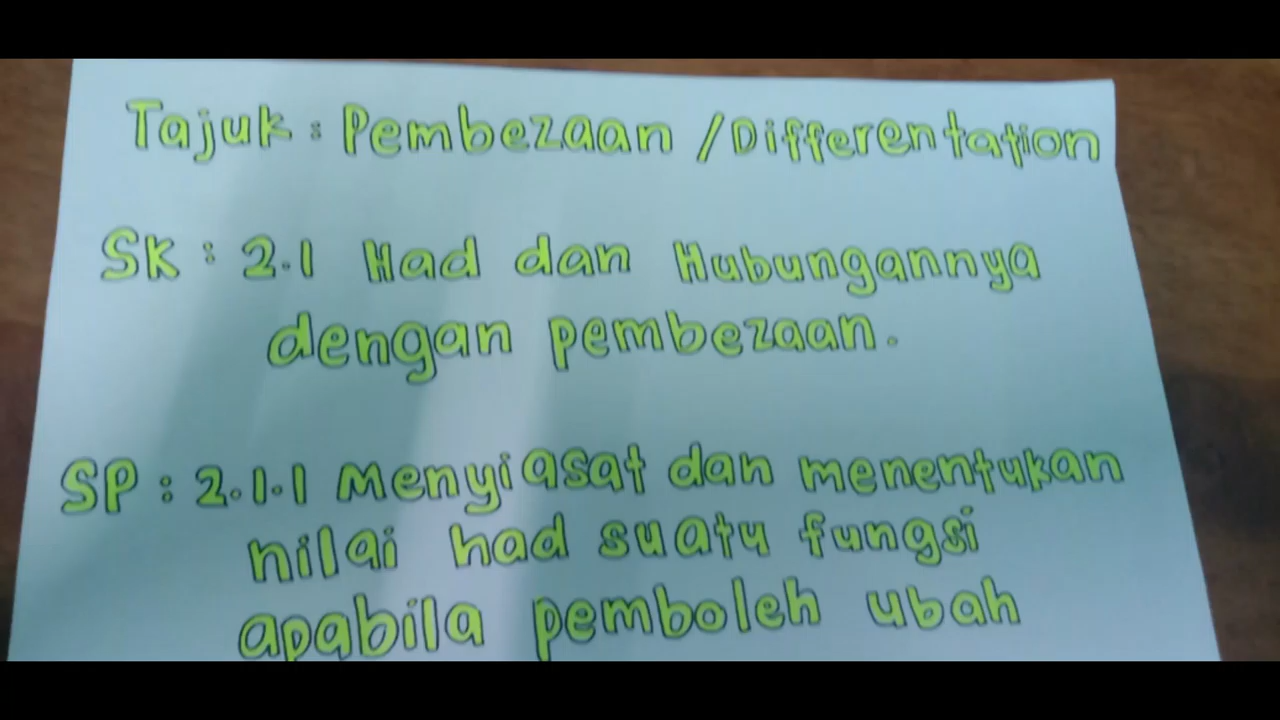 Tajuk : Pembezaan / Differentation
SK : 2.1 Had dan Hubungannya
dengan pembezaan.
SP : 2.1.1 Menyiasat dan menentukan
nilai had suatu fungsi
apabila pemboleh ubah